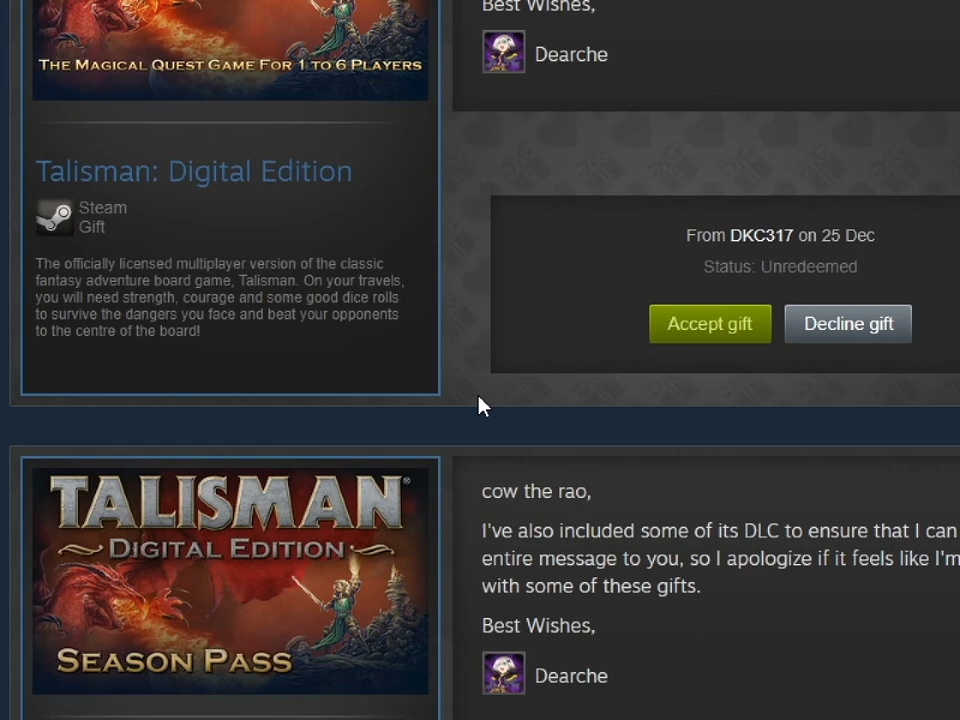 Best Wishes,
Dearche
THE MAGICAL QUEST GAME FOR 1 TO 6 PLAYERS
Talisman: Digital Edition
Steam
Gift
The officially licensed multiplayer version of the classic
fantasy adventure board game, Talisman. On your travels,
you will need strength, courage and some good dice rolls
to survive the dangers you face and beat your opponents
to the centre of the board!
From DKC317 on 25 Dec
Status: Unredeemed
Accept gift
Decline gift
TALISMAN®
DIGITAL EDITION
SEASON PASS
cow the rao,
I've also included some of its DLC to ensure that I can
entire message to you, so I apologize if it feels like I'm
with some of these gifts.
Best Wishes,
Dearche